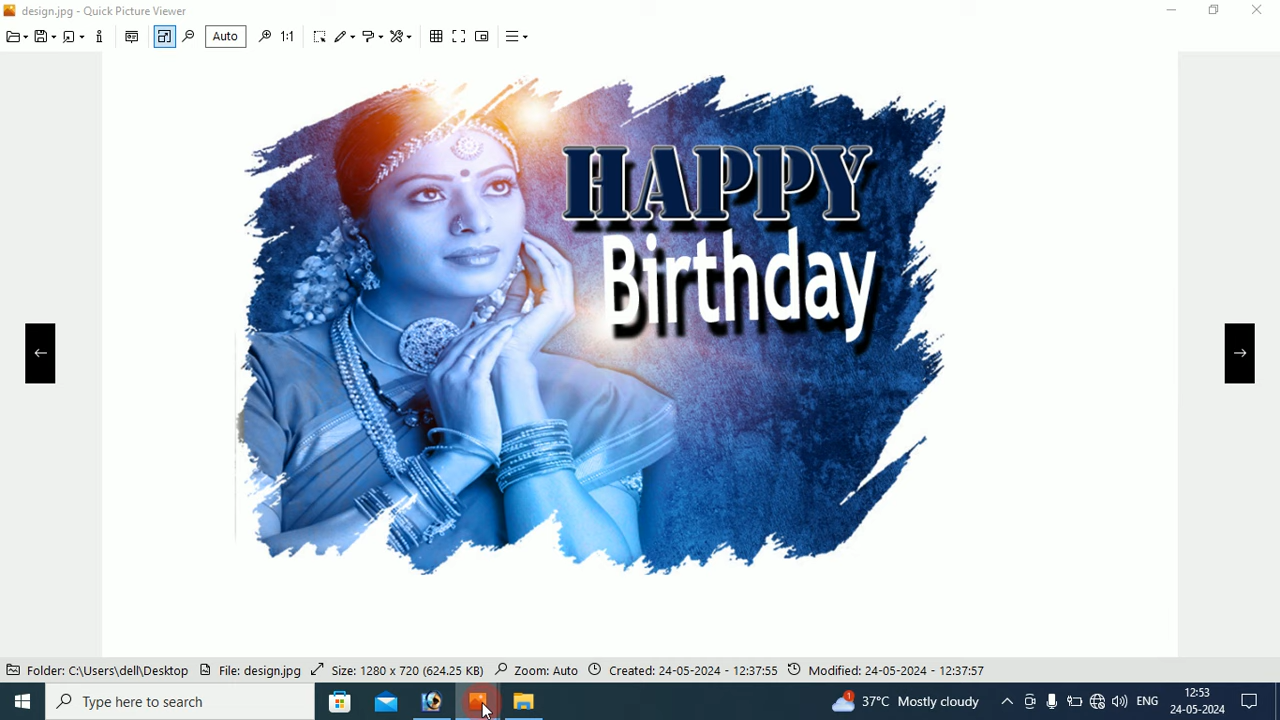 design.jpg - Quick Picture Viewer
Auto
1:1
HAPPY
Birthday
Folder: C:\Users\dell\Desktop File: design.jpg Size: 1280 x 720 (624.25 KB) Zoom: Auto Created: 24-05-2024 - 12:37:55 Modified: 24-05-2024 - 12:37:57
Type here to search
1
37°C Mostly cloudy
ENG
12:53
24-05-2024